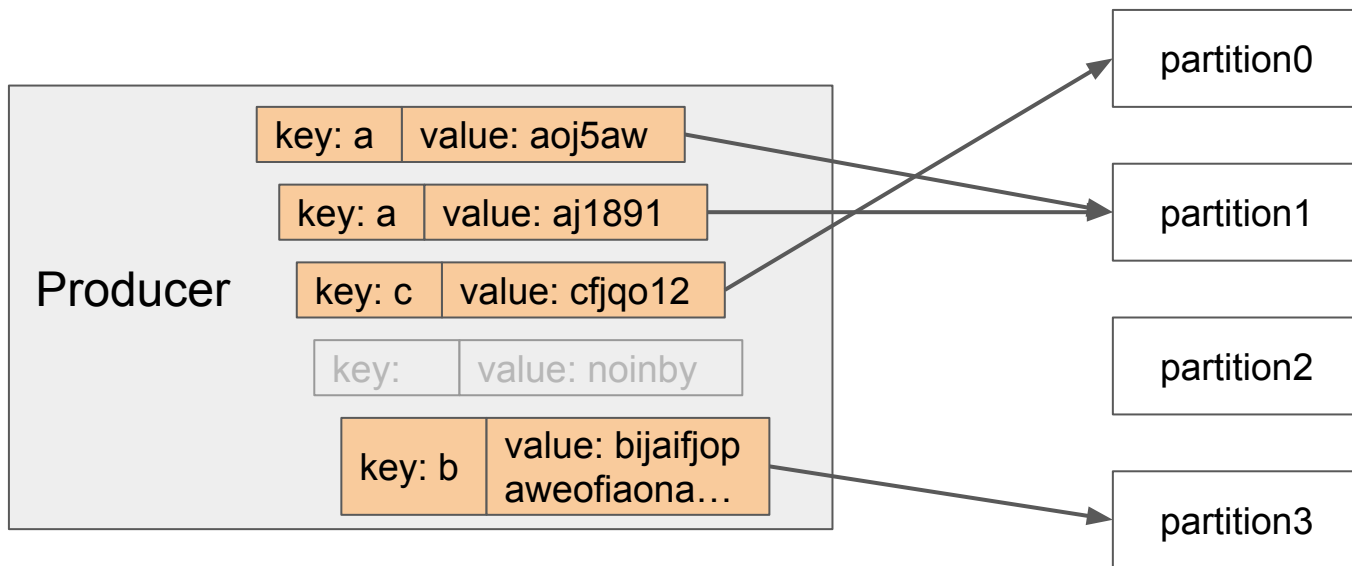 partition0
key: a value: aoj5aw
key: a value: aj1891
partition1
Producer
key: c value: cfjqo12
key: value: noinby
partition2
key: b value: bijaifjop
aweofiaona…
partition3